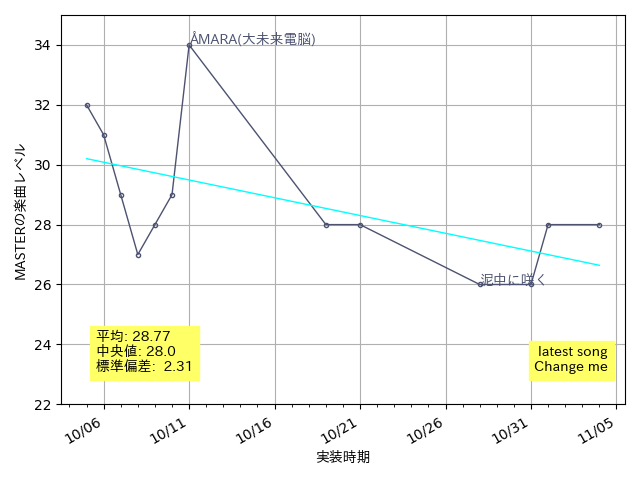 34
32
30
28
26
24
22
MASTERの楽曲レベル
ÅMARA(大未来電脳)
泥中に咲く
平均: 28.77
中央値: 28.0
標準偏差: 2.31
latest song
Change me
10/06
10/11
10/16
10/21
10/26
10/31
11/05
実装時期